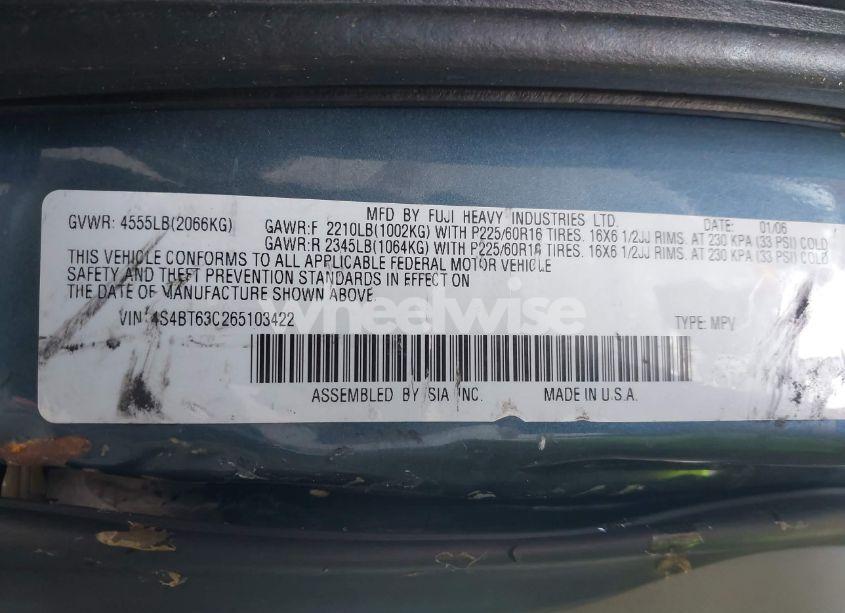 MFD BY FUJI HEAVY INDUSTRIES LTD. DATE: 01/06
GVWR: 4555LB(2066KG) GAWR:F 2210LB(1002KG) WITH P225/60R16 TIRES. 16X6 1/2JJ RIMS. AT 230 KPA (33 PSI) COLD
GAWR:R 2345LB(1064KG) WITH P225/60R16 TIRES. 16X6 1/2JJ RIMS. AT 230 KPA (33 PSI) COLD
THIS VEHICLE CONFORMS TO ALL APPLICABLE FEDERAL MOTOR VEHICLE
SAFETY AND THEFT PREVENTION STANDARDS IN EFFECT ON
THE DATE OF MANUFACTURE SHOWN ABOVE.
wheelwise
VIN: 4S4BT63C265103422 TYPE: MPV
ASSEMBLED BY SIA INC. MADE IN U.S.A.